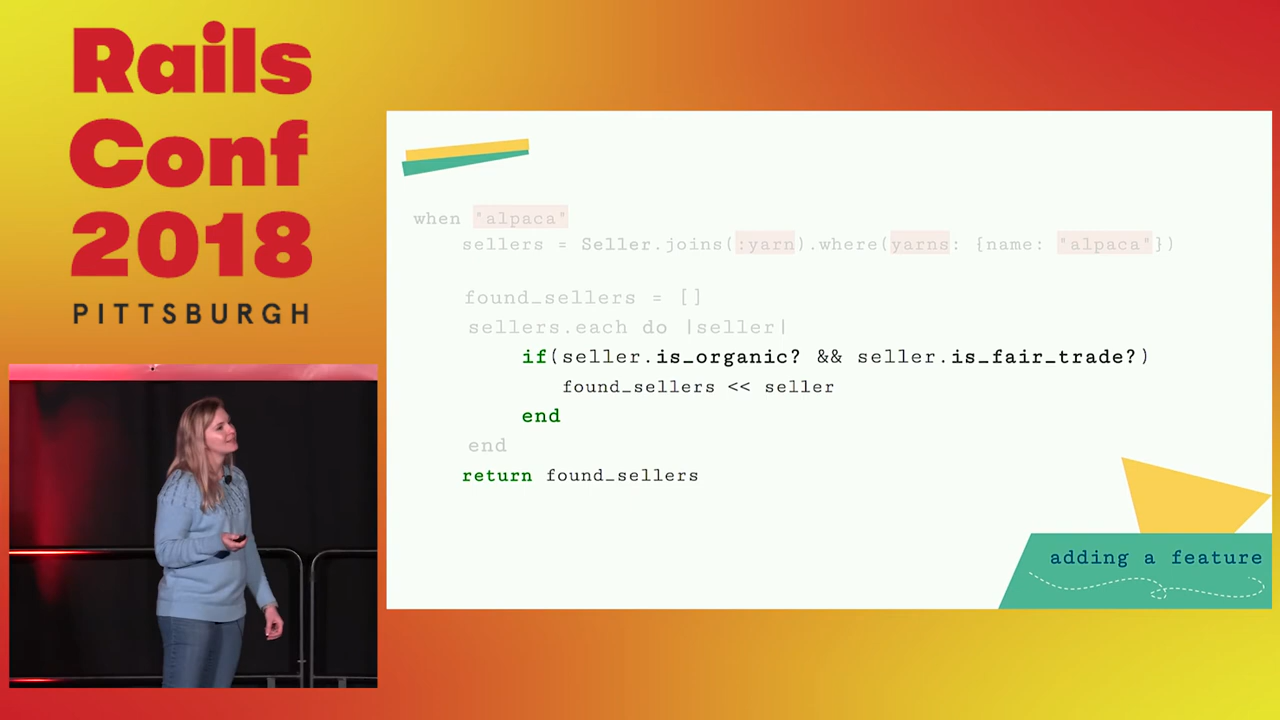 Rails
Conf
2018
PITTSBURGH
when "alpaca"
sellers = Seller.joins(:yarn).where(yarns: {name: "alpaca"})
found_sellers = []
sellers.each do |seller|
if(seller.is_organic? && seller.is_fair_trade?)
found_sellers << seller
end
end
return found_sellers
adding a feature